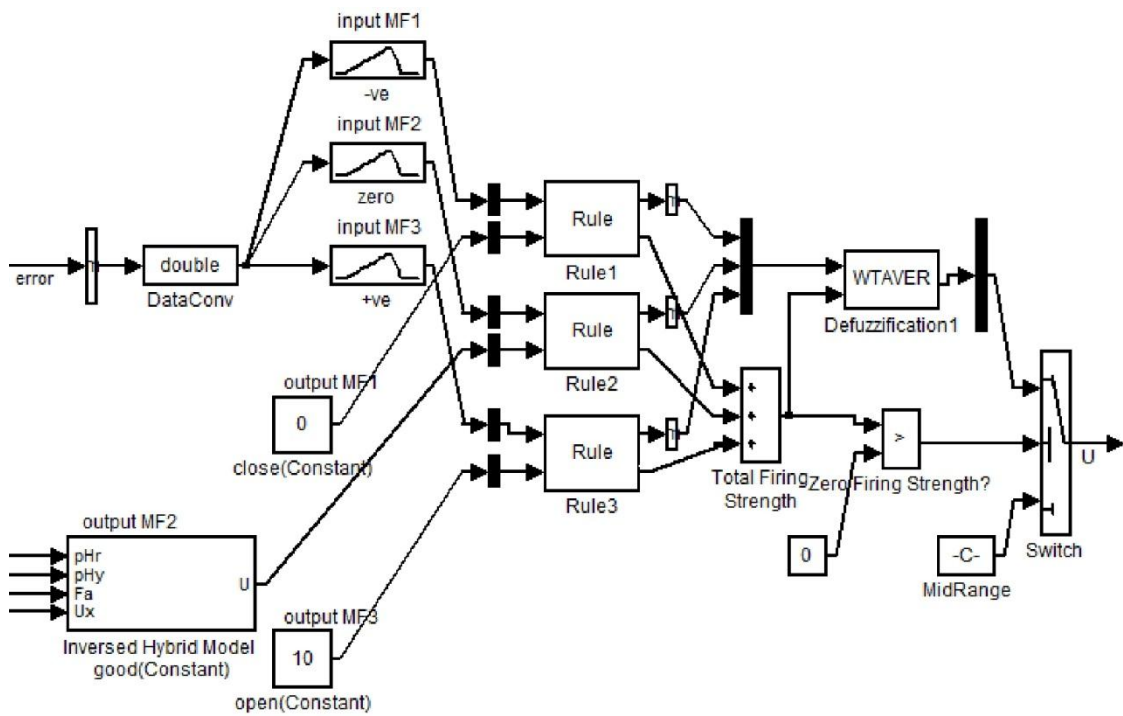 input MF1
-ve
input MF2
zero
input MF3
+ve
error
double
DataConv
Rule
Rule1
Rule
Rule2
Rule
Rule3
WTAVER
Defuzzification1
output MF1
0
close(Constant)
output MF2
pHr
pHy
Fa
Ux
U
Inversed Hybrid Model
good(Constant)
output MF3
10
open(Constant)
Total Firing
Strength
>
Zero Firing Strength?
0
-C-
MidRange
Switch
U